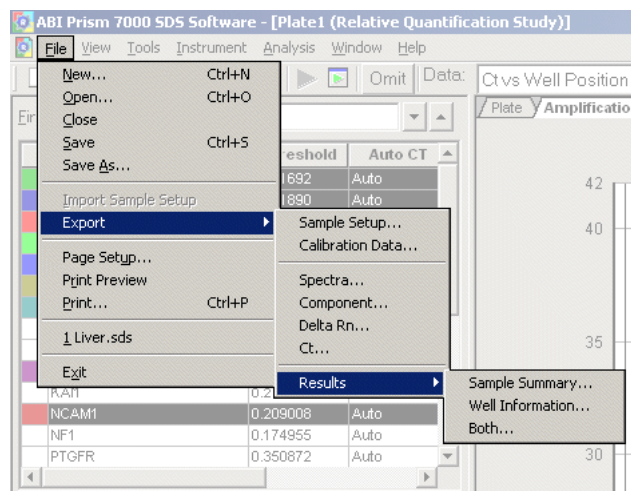 ABI Prism 7000 SDS Software - [Plate1 (Relative Quantification Study)]
File View Tools Instrument Analysis Window Help
Omit Data: Ct vs Well Position
Plate Amplificatio
New... Ctrl+N
Open... Ctrl+O
Close
Save Ctrl+S
Save As...
Import Sample Setup
Export
Page Setup...
Print Preview
Print... Ctrl+P
1 Liver.sds
Exit
Sample Setup...
Calibration Data...
Spectra...
Component...
Delta Rn...
Ct...
Results
Sample Summary...
Well Information...
Both...
Fin
reshold Auto CT
1692 Auto
1890 Auto
NCAM1 0.209008 Auto
NF1 0.174955 Auto
PTGFR 0.350872 Auto
42
40
35
30